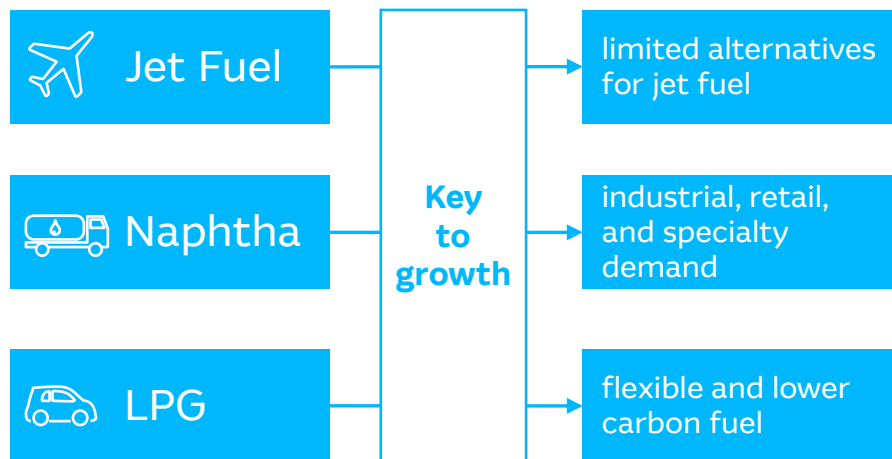 Jet Fuel
limited alternatives
for jet fuel
Naphtha
Key
to
growth
industrial, retail,
and specialty
demand
LPG
flexible and lower
carbon fuel